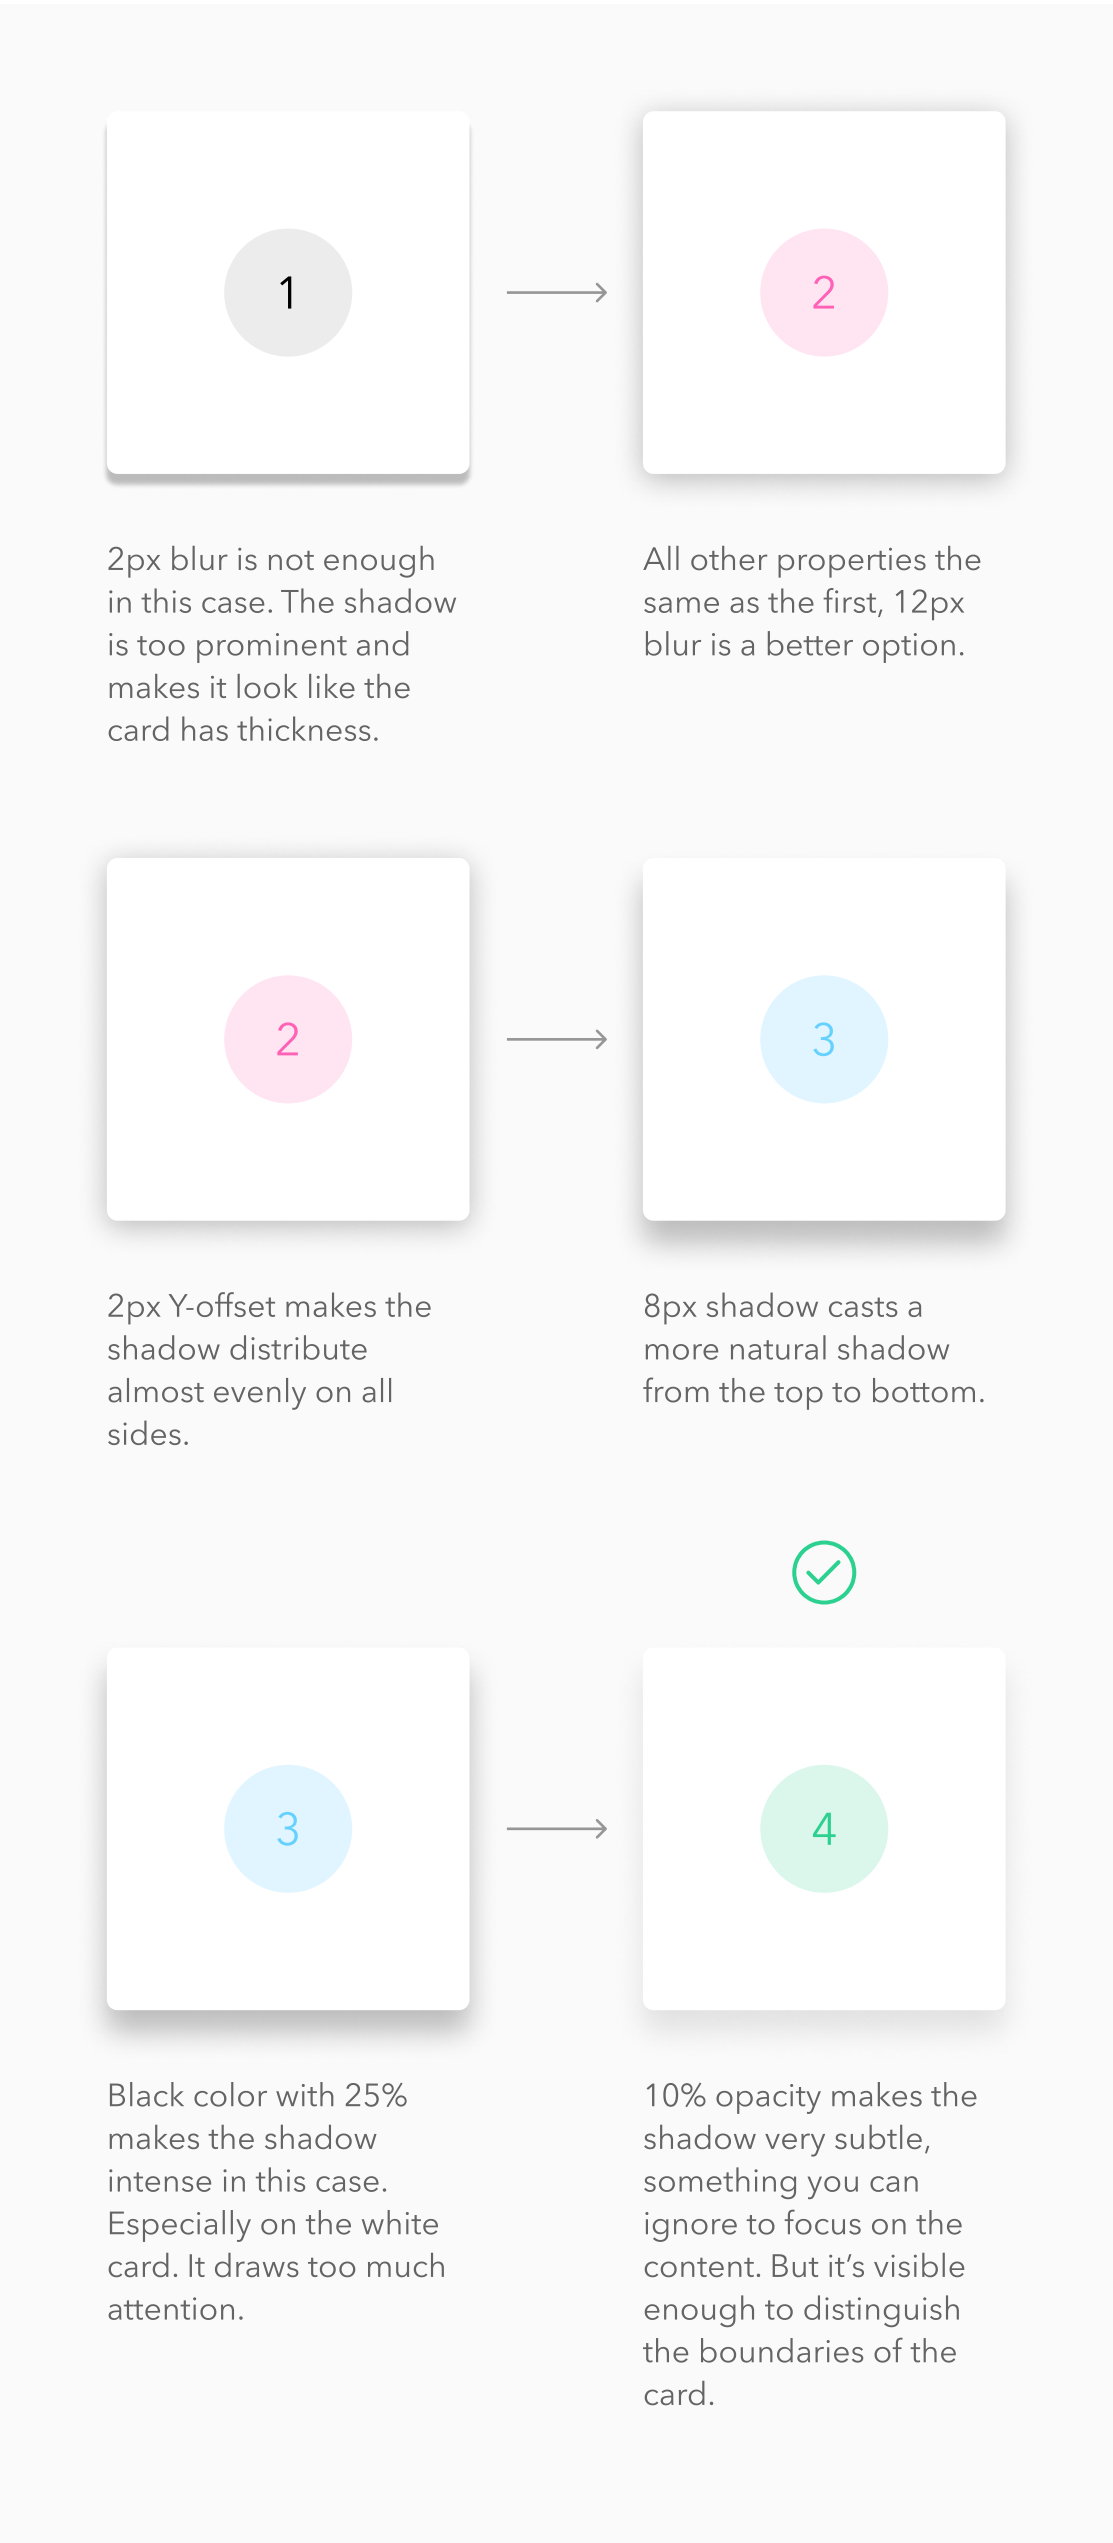 1
2
2px blur is not enough
in this case. The shadow
is too prominent and
makes it look like the
card has thickness.
All other properties the
same as the first, 12px
blur is a better option.
2
3
2px Y-offset makes the
shadow distribute
almost evenly on all
sides.
8px shadow casts a
more natural shadow
from the top to bottom.
3
4
Black color with 25%
makes the shadow
intense in this case.
Especially on the white
card. It draws too much
attention.
10% opacity makes the
shadow very subtle,
something you can
ignore to focus on the
content. But it’s visible
enough to distinguish
the boundaries of the
card.